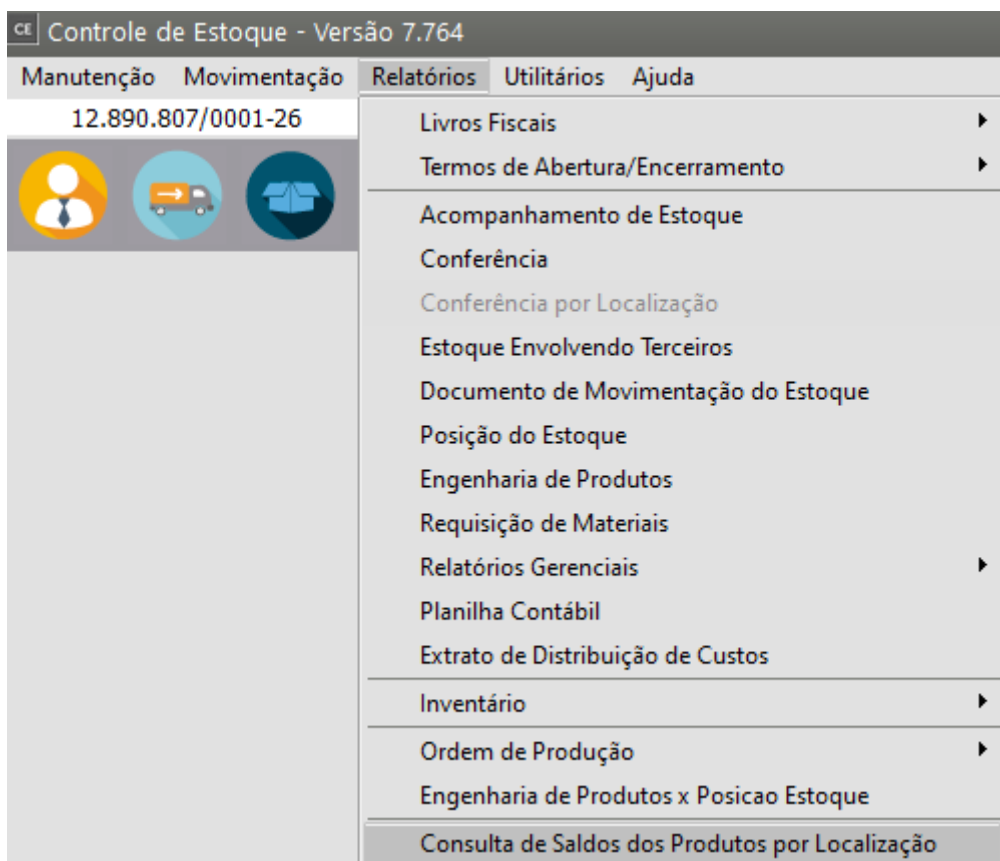 CE Controle de Estoque - Versão 7.764
Manutenção Movimentação Relatórios Utilitários Ajuda
12.890.807/0001-26
Livros Fiscais
Termos de Abertura/Encerramento
Acompanhamento de Estoque
Conferência
Conferência por Localização
Estoque Envolvendo Terceiros
Documento de Movimentação do Estoque
Posição do Estoque
Engenharia de Produtos
Requisição de Materiais
Relatórios Gerenciais
Planilha Contábil
Extrato de Distribuição de Custos
Inventário
Ordem de Produção
Engenharia de Produtos x Posicao Estoque
Consulta de Saldos dos Produtos por Localização